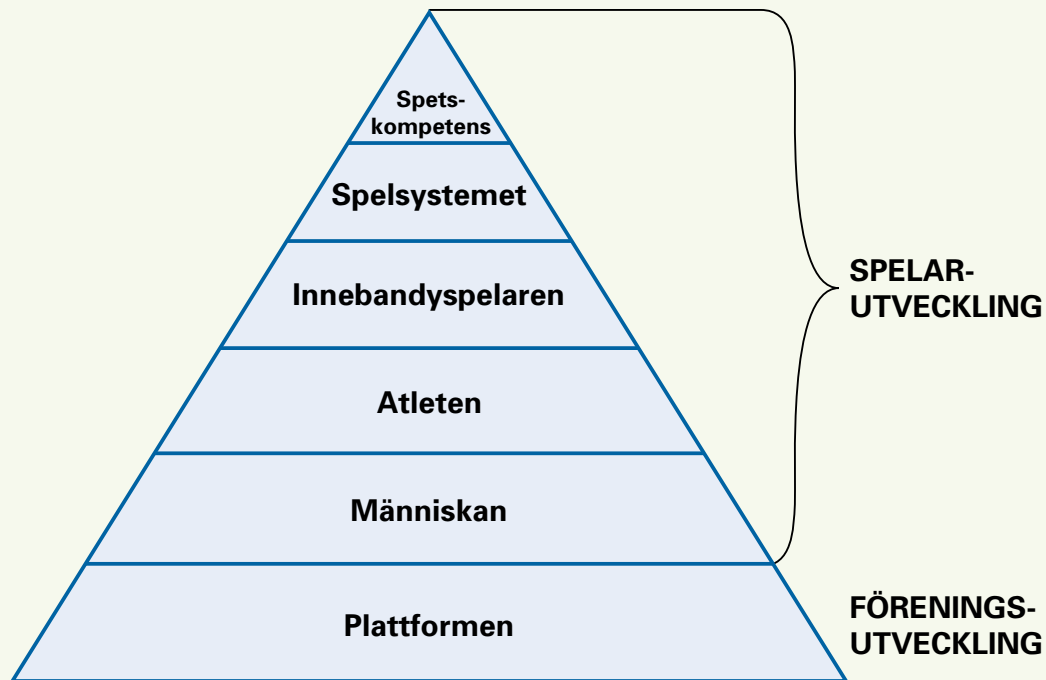 Spets-
kompetens
Spelsystemet
Innebandyspelaren
Atleten
Människan
Plattformen
SPELAR-
UTVECKLING
FÖRENINGS-
UTVECKLING